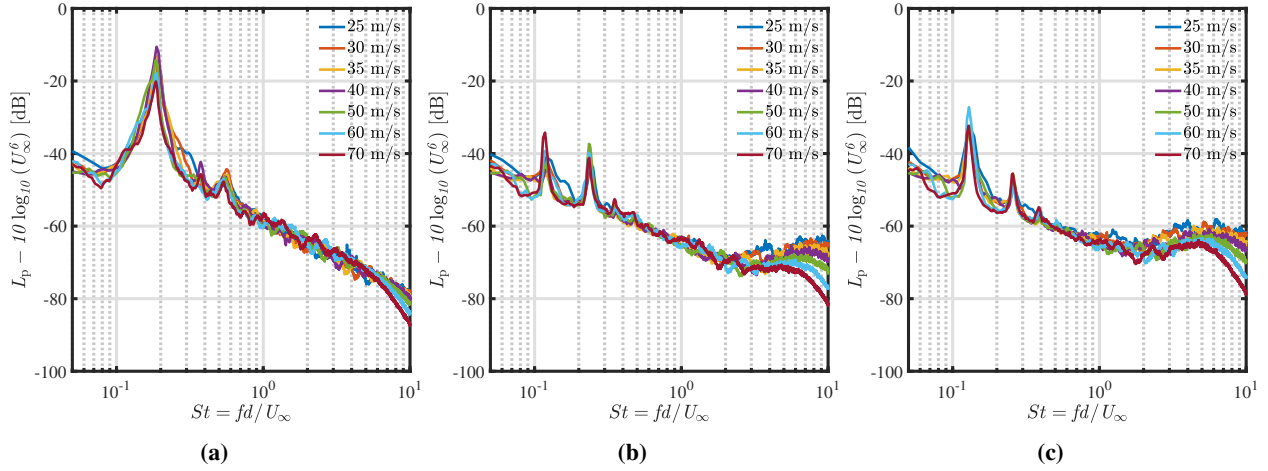 0
-20
-40
-60
-80
-100
L_p − 10 log_10 (U_∞^6) [dB]
10^-1
10^0
10^1
St = fd/U_∞
25 m/s
30 m/s
35 m/s
40 m/s
50 m/s
60 m/s
70 m/s
(a)
0
-20
-40
-60
-80
-100
L_p − 10 log_10 (U_∞^6) [dB]
10^-1
10^0
10^1
St = fd/U_∞
25 m/s
30 m/s
35 m/s
40 m/s
50 m/s
60 m/s
70 m/s
(b)
0
-20
-40
-60
-80
-100
L_p − 10 log_10 (U_∞^6) [dB]
10^-1
10^0
10^1
St = fd/U_∞
25 m/s
30 m/s
35 m/s
40 m/s
50 m/s
60 m/s
70 m/s
(c)